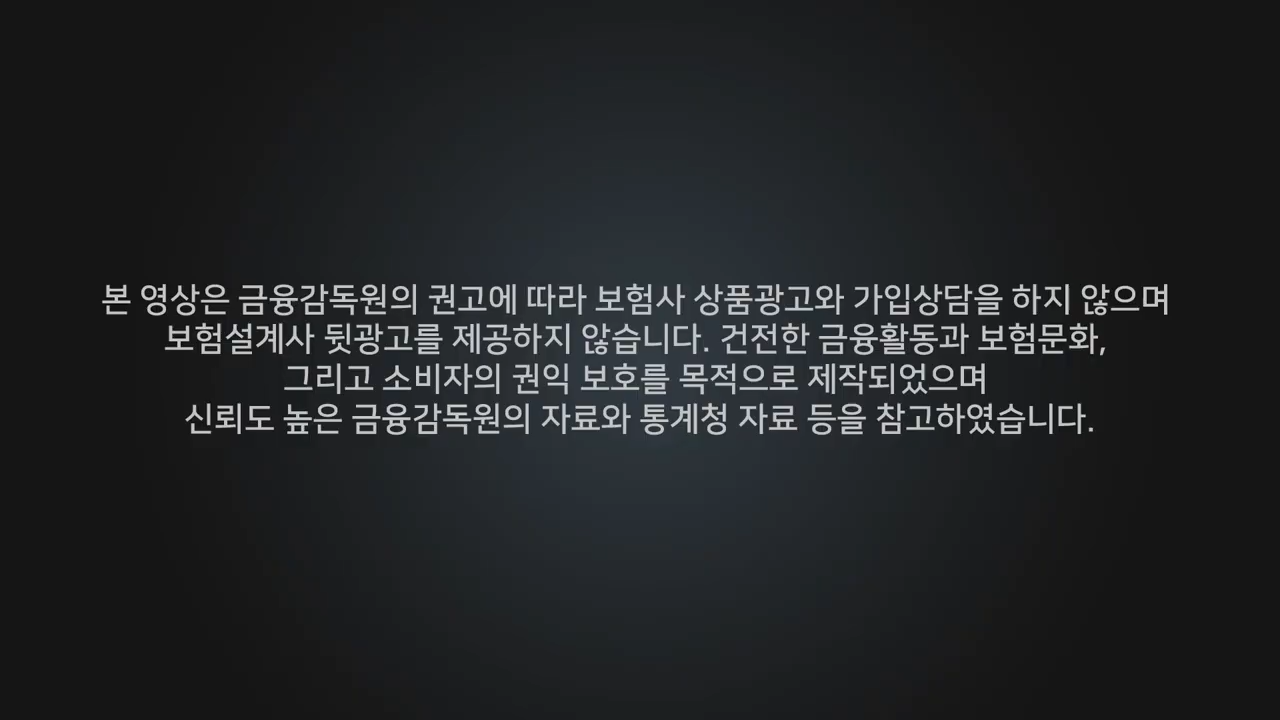 본 영상은 금융감독원의 권고에 따라 보험사 상품광고와 가입상담을 하지 않으며
보험설계사 뒷광고를 제공하지 않습니다. 건전한 금융활동과 보험문화,
그리고 소비자의 권익 보호를 목적으로 제작되었으며
신뢰도 높은 금융감독원의 자료와 통계청 자료 등을 참고하였습니다.